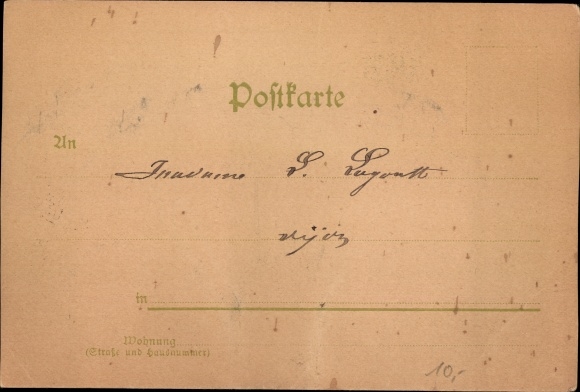 Postkarte
An
Madame L. Lagoutt
Dijon
in
Wohnung
(Straße und Hausnummer)
10,-